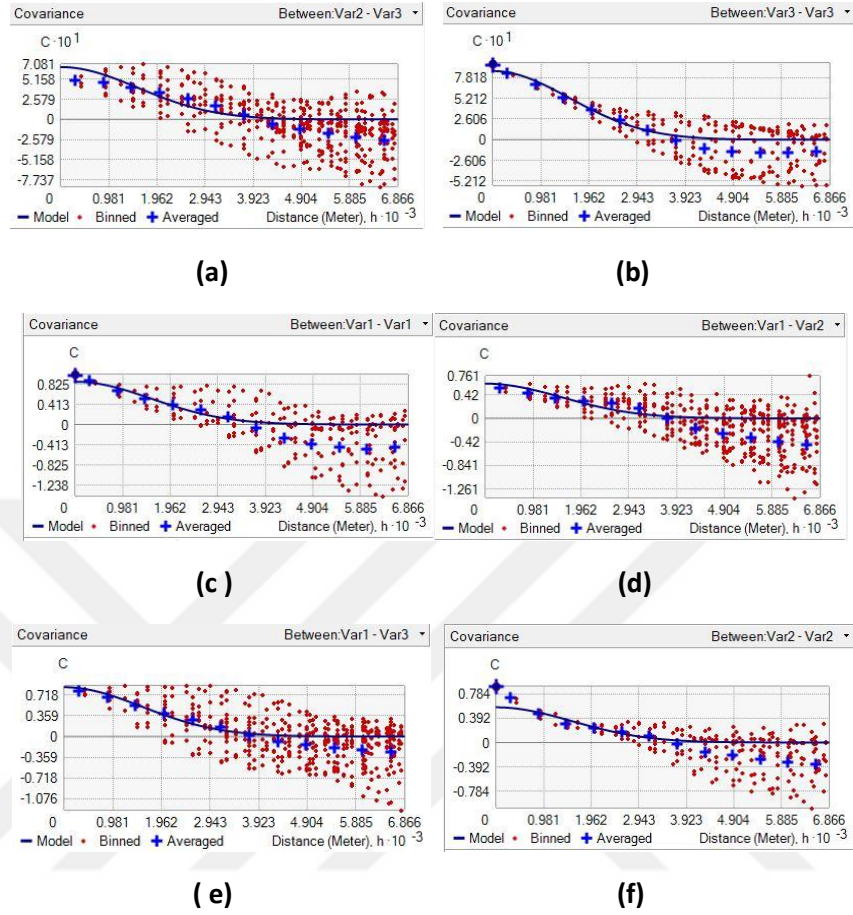 Covariance Between:Var2 - Var3
C · 10 1
7.081
5.158
2.579
0
-2.579
-5.158
-7.737
0 0.981 1.962 2.943 3.923 4.904 5.885 6.866
Model Binned Averaged Distance (Meter), h · 10 -3
(a)
Covariance Between:Var3 - Var3
C · 10 1
7.818
5.212
2.606
0
-2.606
-5.212
0 0.981 1.962 2.943 3.923 4.904 5.885 6.866
Model Binned Averaged Distance (Meter), h · 10 -3
(b)
Covariance Between:Var1 - Var1
C
0.825
0.413
0
-0.413
-0.825
-1.238
0 0.981 1.962 2.943 3.923 4.904 5.885 6.866
Model Binned Averaged Distance (Meter), h · 10 -3
(c )
Covariance Between:Var1 - Var2
C
0.761
0.42
0
-0.42
-0.841
-1.261
0 0.981 1.962 2.943 3.923 4.904 5.885 6.866
Model Binned Averaged Distance (Meter), h · 10 -3
(d)
Covariance Between:Var1 - Var3
C
0.718
0.359
0
-0.359
-0.718
-1.076
0 0.981 1.962 2.943 3.923 4.904 5.885 6.866
Model Binned Averaged Distance (Meter), h · 10 -3
( e)
Covariance Between:Var2 - Var2
C
0.784
0.392
0
-0.392
-0.784
0 0.981 1.962 2.943 3.923 4.904 5.885 6.866
Model Binned Averaged Distance (Meter), h · 10 -3
(f)